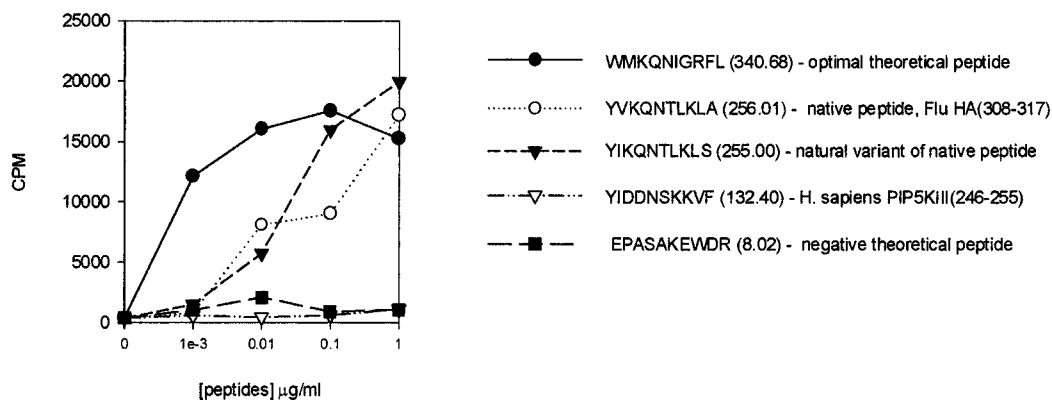 25000
20000
15000
10000
5000
0
CPM
0 1e-3 0.01 0.1 1
[peptides] μg/ml
WMKQNIGRFL (340.68) - optimal theoretical peptide
YVKQNTLKLA (256.01) - native peptide, Flu HA(308-317)
YIKQNTLKLS (255.00) - natural variant of native peptide
YIDDNSKKVF (132.40) - H. sapiens PIP5KIII(246-255)
EPASAKEWDR (8.02) - negative theoretical peptide